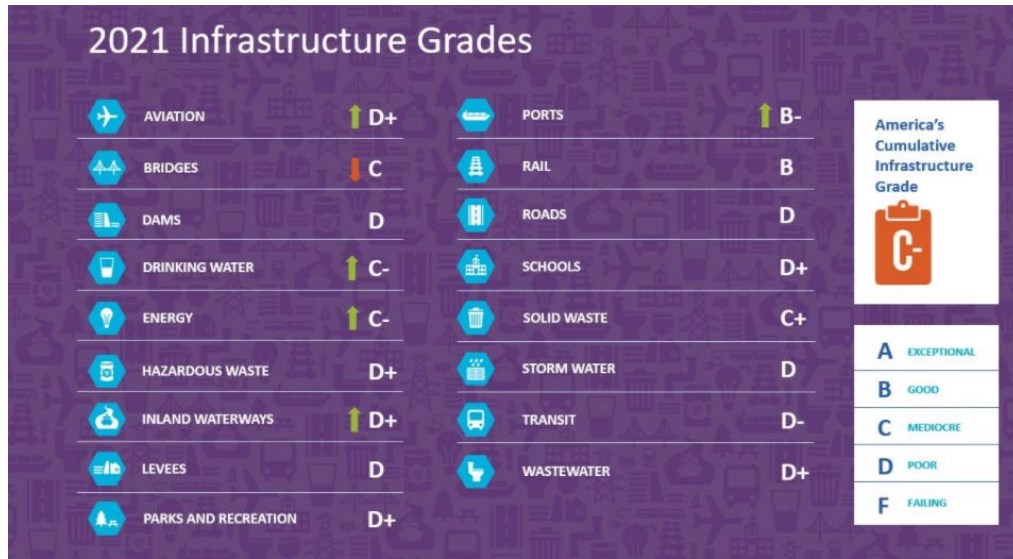 2021 Infrastructure Grades
AVIATION D+
BRIDGES C
DAMS D
DRINKING WATER C-
ENERGY C-
HAZARDOUS WASTE D+
INLAND WATERWAYS D+
LEVEES D
PARKS AND RECREATION D+
PORTS B-
RAIL B
ROADS D
SCHOOLS D+
SOLID WASTE C+
STORM WATER D
TRANSIT D-
WASTEWATER D+
America's
Cumulative
Infrastructure
Grade
C-
A EXCEPTIONAL
B GOOD
C MEDIOCRE
D POOR
F FAILING